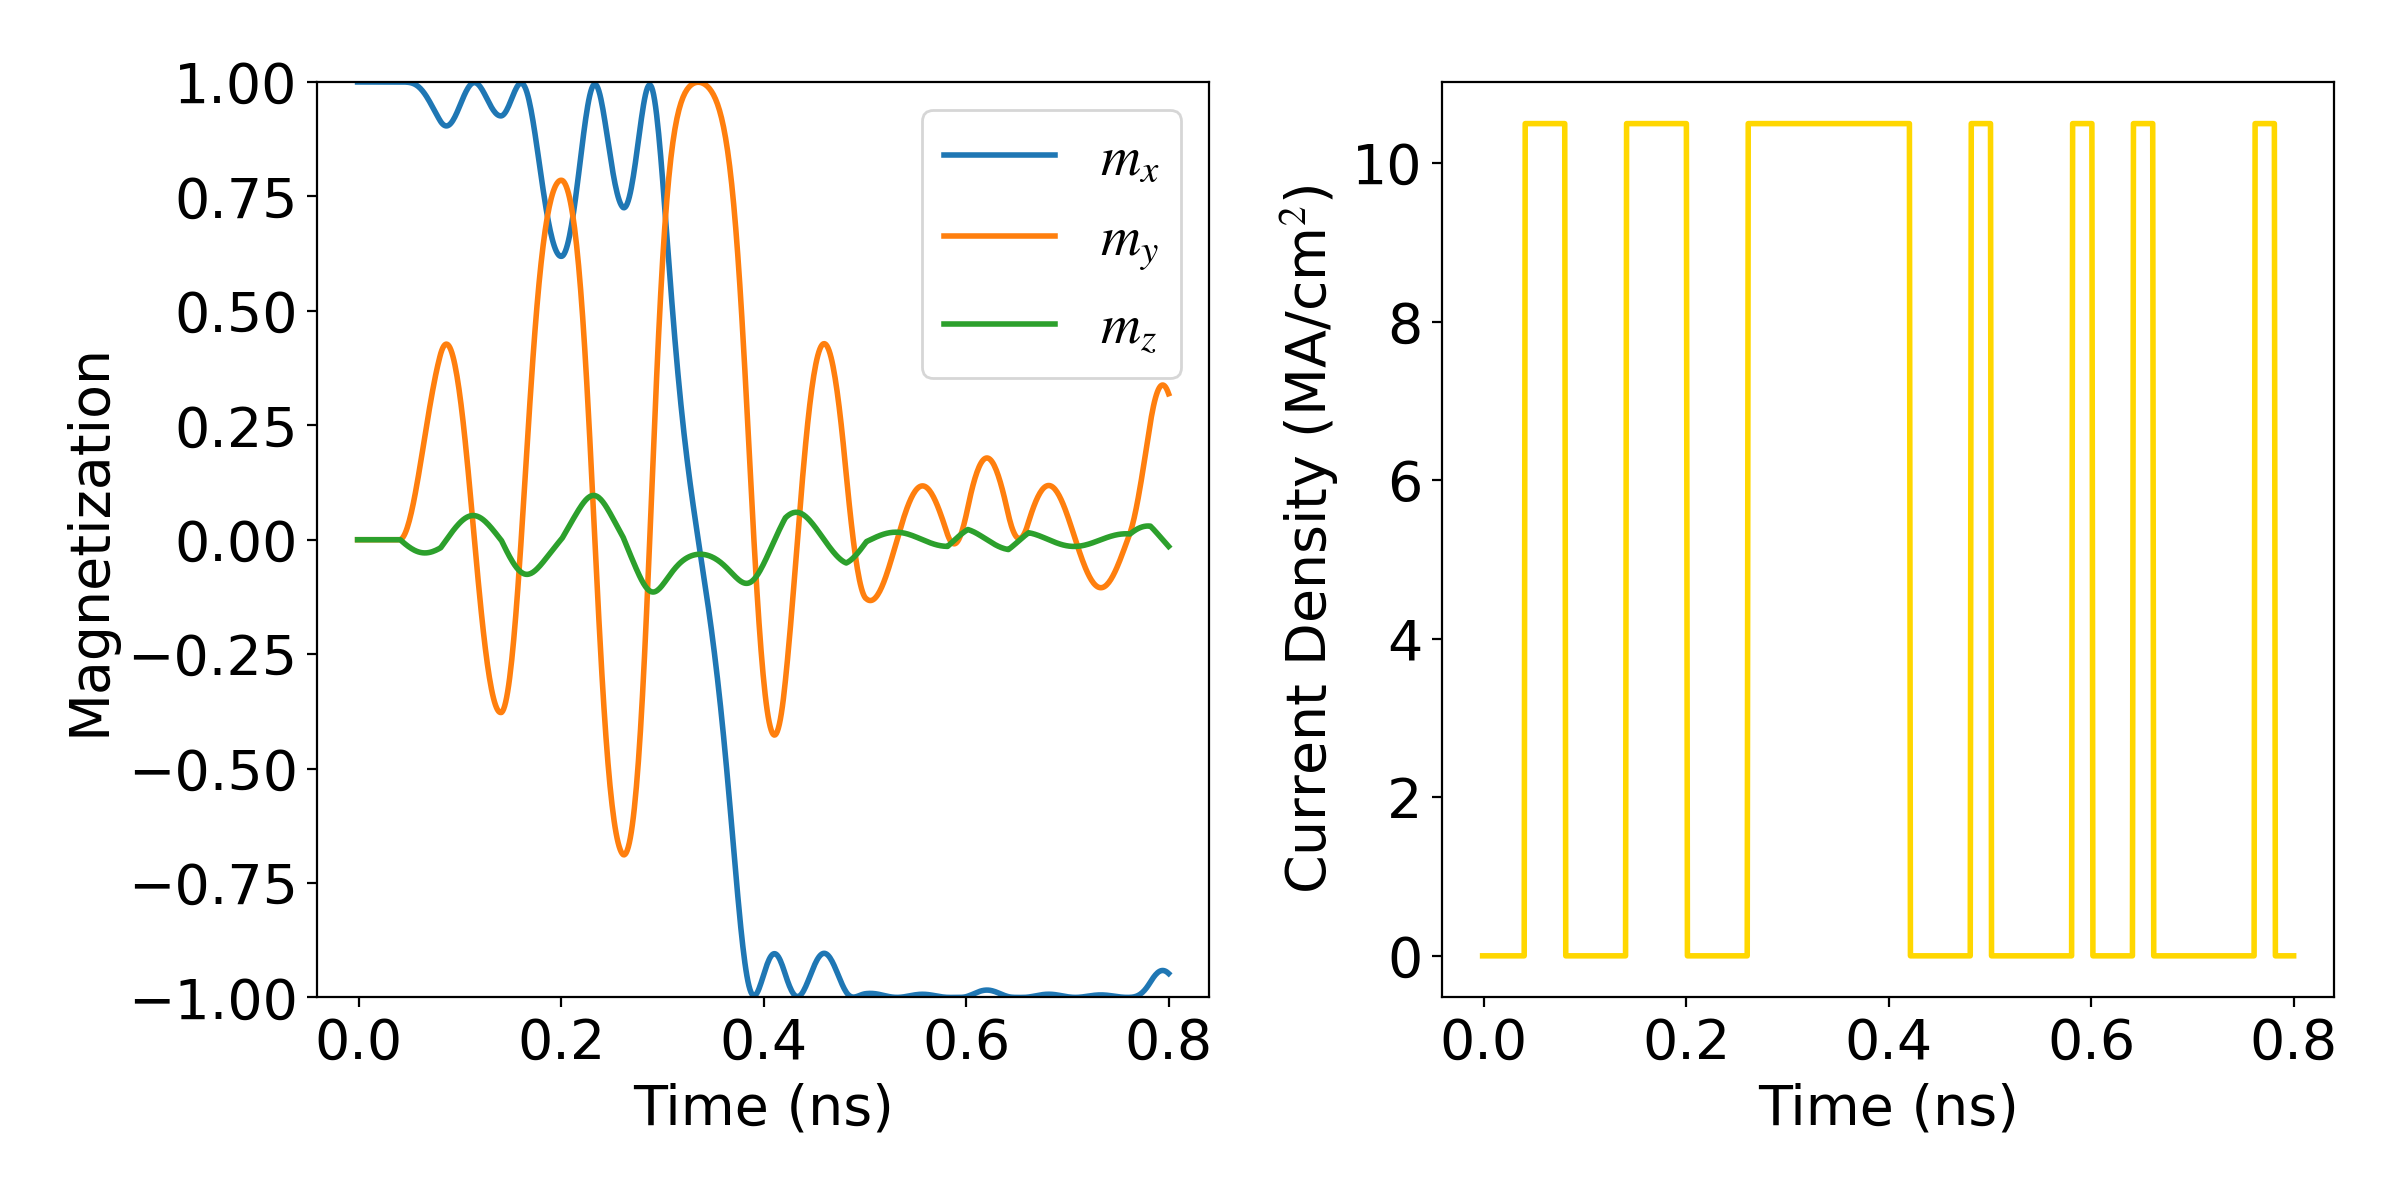 1.00
0.75
0.50
0.25
0.00
−0.25
−0.50
−0.75
−1.00
Magnetization
0.0 0.2 0.4 0.6 0.8
Time (ns)
m_x
m_y
m_z
10
8
6
4
2
0
Current Density (MA/cm²)
0.0 0.2 0.4 0.6 0.8
Time (ns)